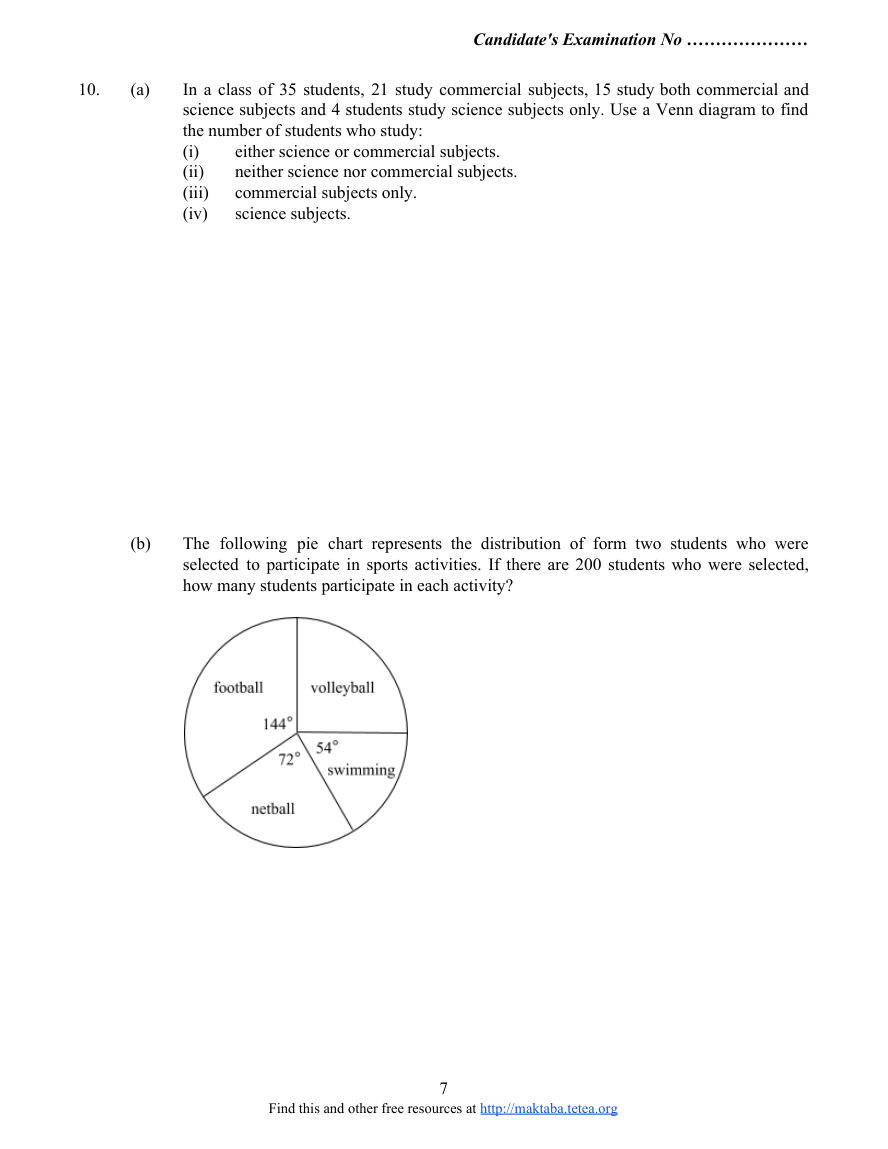 Candidate's Examination No …………………
10. (a) In a class of 35 students, 21 study commercial subjects, 15 study both commercial and
science subjects and 4 students study science subjects only. Use a Venn diagram to find
the number of students who study:
(i) either science or commercial subjects.
(ii) neither science nor commercial subjects.
(iii) commercial subjects only.
(iv) science subjects.
(b) The following pie chart represents the distribution of form two students who were
selected to participate in sports activities. If there are 200 students who were selected,
how many students participate in each activity?
football volleyball
144°
54°
72°
swimming
netball
7
Find this and other free resources at http://maktaba.tetea.org